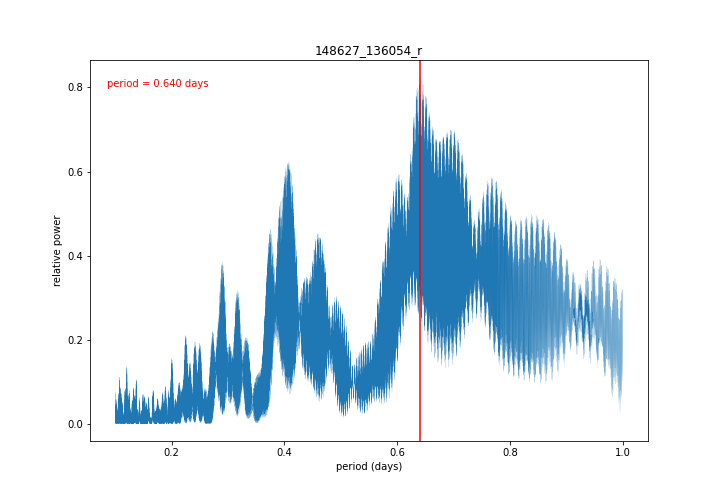 148627_136054_r
period = 0.640 days
relative power
0.8
0.6
0.4
0.2
0.0
0.2 0.4 0.6 0.8 1.0
period (days)